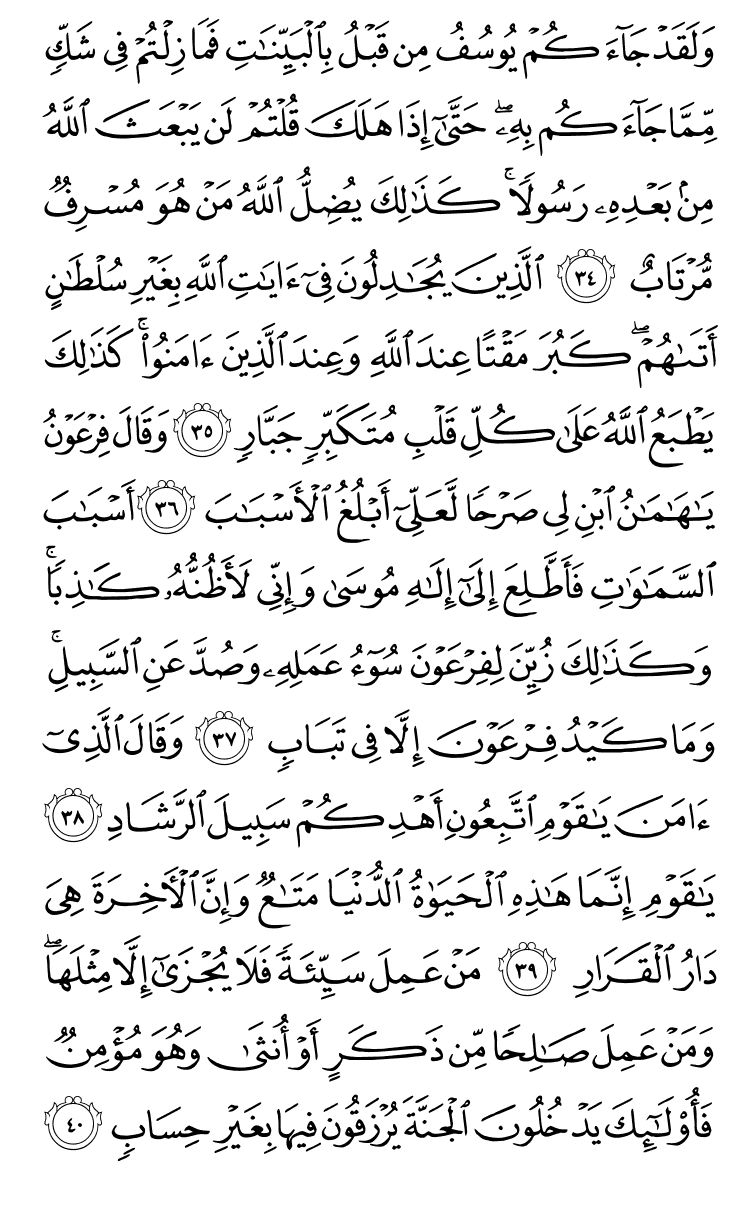 وَلَقَدۡ جَآءَكُمۡ يُوسُفُ مِن قَبۡلُ بِٱلۡبَيِّنَٰتِ فَمَا زِلۡتُمۡ فِي شَكّٖ
مِّمَّا جَآءَكُم بِهِۦۖ حَتَّىٰٓ إِذَا هَلَكَ قُلۡتُمۡ لَن يَبۡعَثَ ٱللَّهُ
مِنۢ بَعۡدِهِۦ رَسُولٗاۚ كَذَٰلِكَ يُضِلُّ ٱللَّهُ مَنۡ هُوَ مُسۡرِفٞ
مُّرۡتَابٌ ٣٤ ٱلَّذِينَ يُجَٰدِلُونَ فِيٓ ءَايَٰتِ ٱللَّهِ بِغَيۡرِ سُلۡطَٰنٍ
أَتَىٰهُمۡۖ كَبُرَ مَقۡتًا عِندَ ٱللَّهِ وَعِندَ ٱلَّذِينَ ءَامَنُواْۚ كَذَٰلِكَ
يَطۡبَعُ ٱللَّهُ عَلَىٰ كُلِّ قَلۡبِ مُتَكَبِّرٖ جَبَّارٖ ٣٥ وَقَالَ فِرۡعَوۡنُ
يَٰهَٰمَٰنُ ٱبۡنِ لِي صَرۡحٗا لَّعَلِّيٓ أَبۡلُغُ ٱلۡأَسۡبَٰبَ ٣٦ أَسۡبَٰبَ
ٱلسَّمَٰوَٰتِ فَأَطَّلِعَ إِلَىٰٓ إِلَٰهِ مُوسَىٰ وَإِنِّي لَأَظُنُّهُۥ كَٰذِبٗاۚ
وَكَذَٰلِكَ زُيِّنَ لِفِرۡعَوۡنَ سُوٓءُ عَمَلِهِۦ وَصُدَّ عَنِ ٱلسَّبِيلِۚ
وَمَا كَيۡدُ فِرۡعَوۡنَ إِلَّا فِي تَبَابٖ ٣٧ وَقَالَ ٱلَّذِيٓ
ءَامَنَ يَٰقَوۡمِ ٱتَّبِعُونِ أَهۡدِكُمۡ سَبِيلَ ٱلرَّشَادِ ٣٨
يَٰقَوۡمِ إِنَّمَا هَٰذِهِ ٱلۡحَيَوٰةُ ٱلدُّنۡيَا مَتَٰعٞ وَإِنَّ ٱلۡأٓخِرَةَ هِيَ
دَارُ ٱلۡقَرَارِ ٣٩ مَنۡ عَمِلَ سَيِّئَةٗ فَلَا يُجۡزَىٰٓ إِلَّا مِثۡلَهَاۖ
وَمَنۡ عَمِلَ صَٰلِحٗا مِّن ذَكَرٍ أَوۡ أُنثَىٰ وَهُوَ مُؤۡمِنٞ
فَأُوْلَٰٓئِكَ يَدۡخُلُونَ ٱلۡجَنَّةَ يُرۡزَقُونَ فِيهَا بِغَيۡرِ حِسَابٖ ٤٠